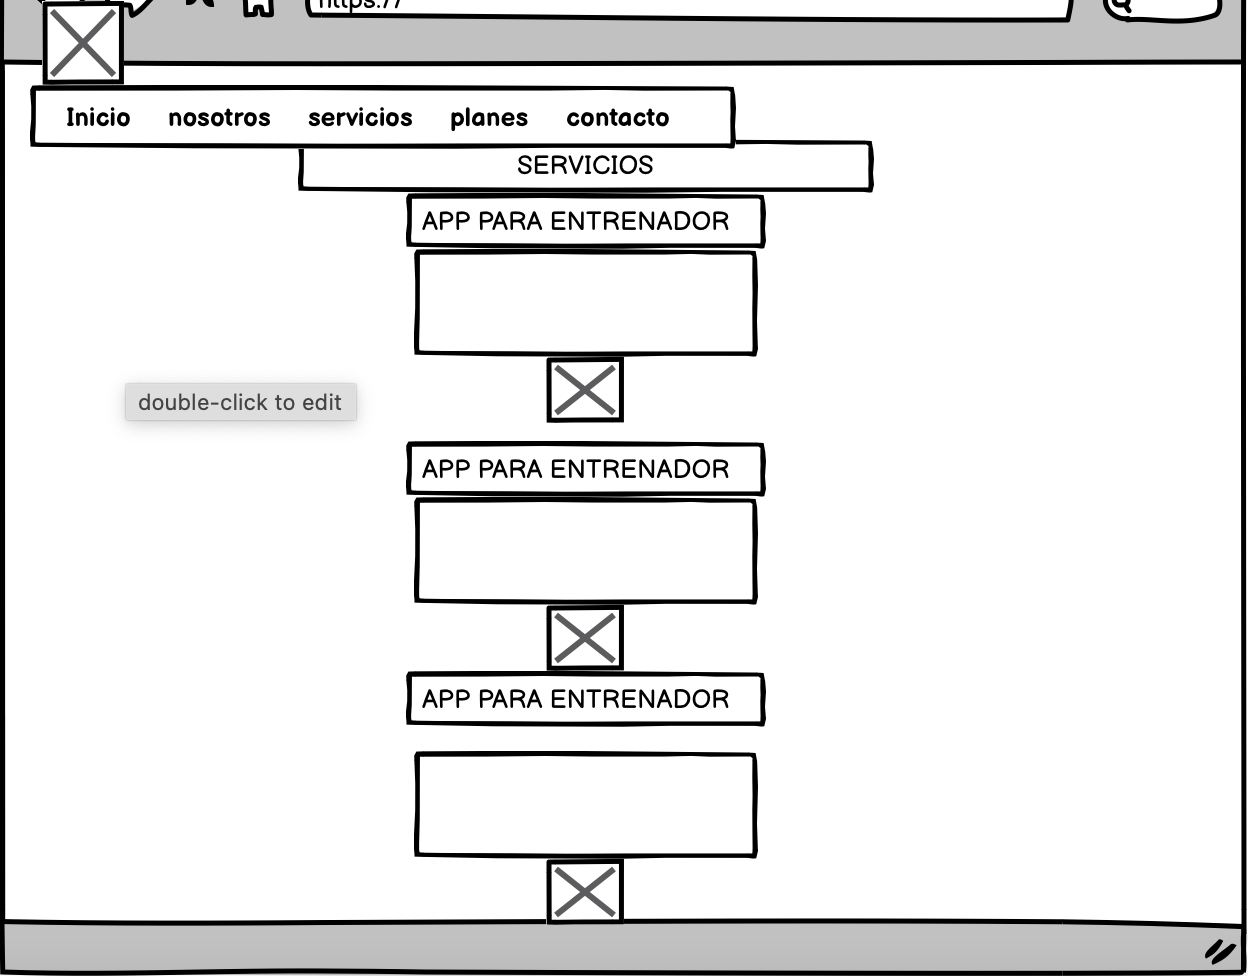 https://
Inicio nosotros servicios planes contacto
SERVICIOS
APP PARA ENTRENADOR
double-click to edit
APP PARA ENTRENADOR
APP PARA ENTRENADOR